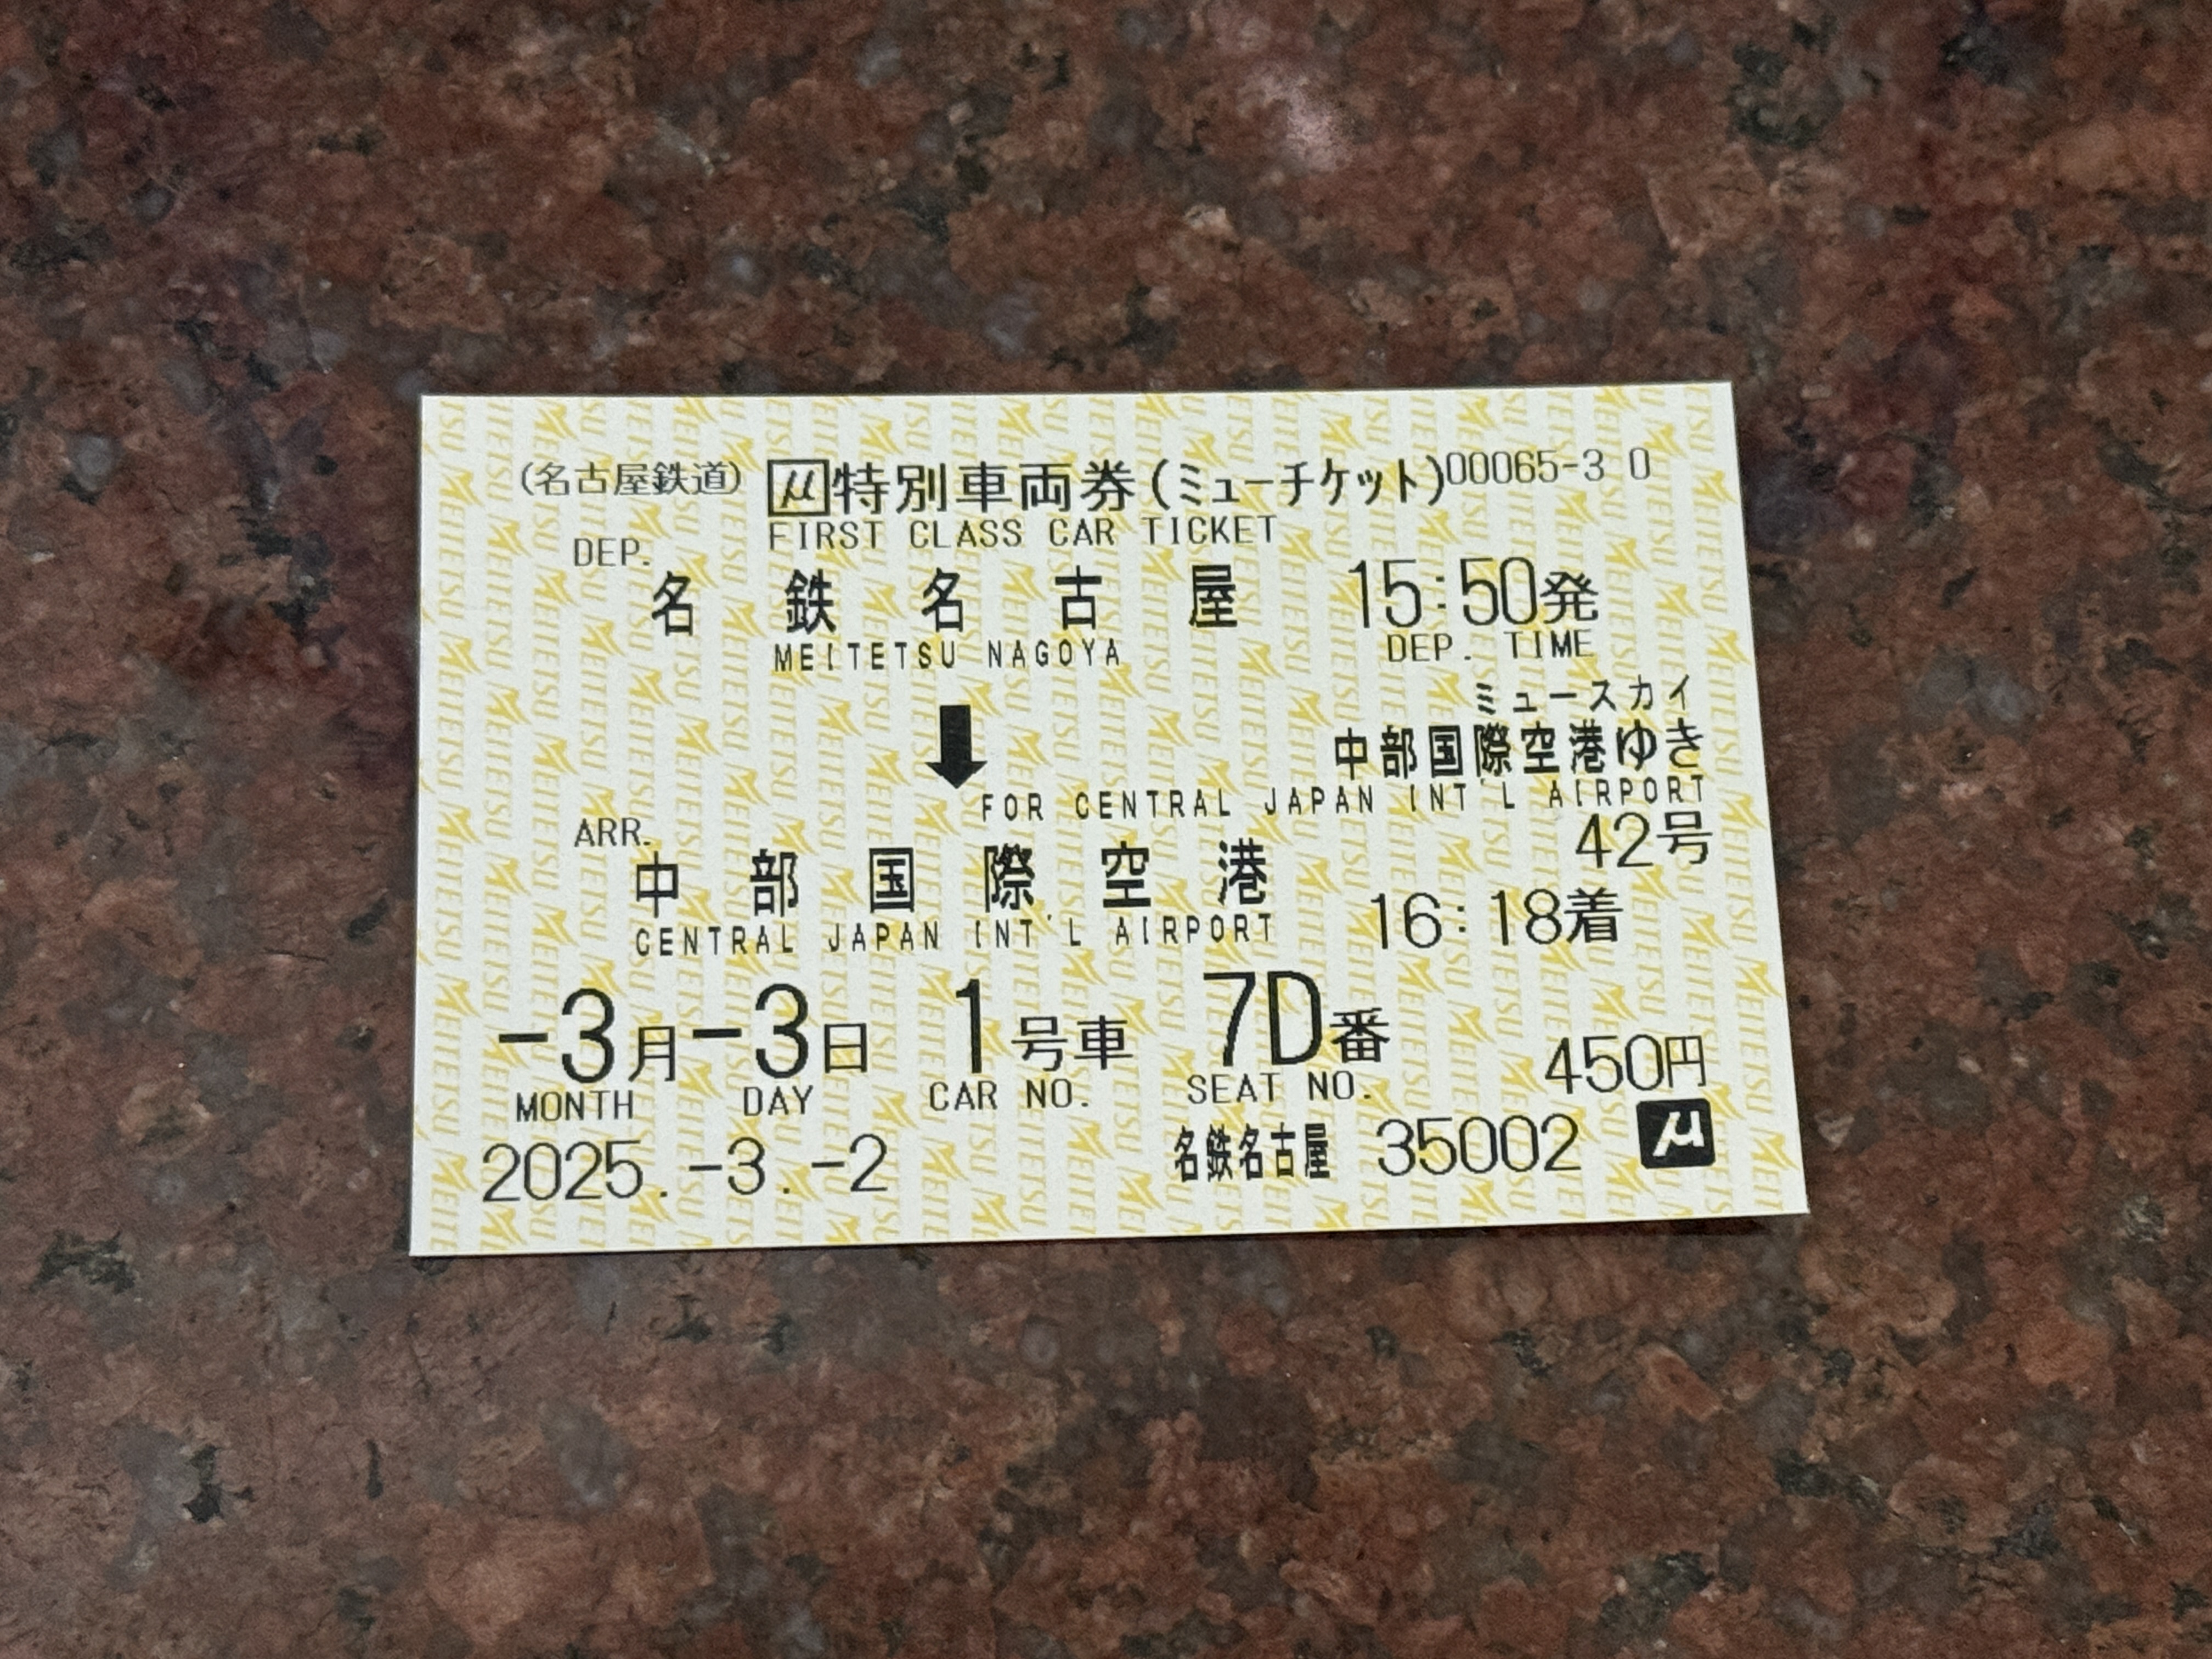 (名古屋鉄道) μ特別車両券(ミューチケット)00065-3 0
FIRST CLASS CAR TICKET
DEP.
名鉄名古屋 15:50発
MEITETSU NAGOYA DEP. TIME
ミュースカイ
中部国際空港ゆき
FOR CENTRAL JAPAN INT'L AIRPORT
42号
ARR.
中部国際空港 16:18着
CENTRAL JAPAN INT'L AIRPORT
-3月-3日 1号車 7D番 450円
MONTH DAY CAR NO. SEAT NO.
2025.-3.-2 名鉄名古屋 35002 μ